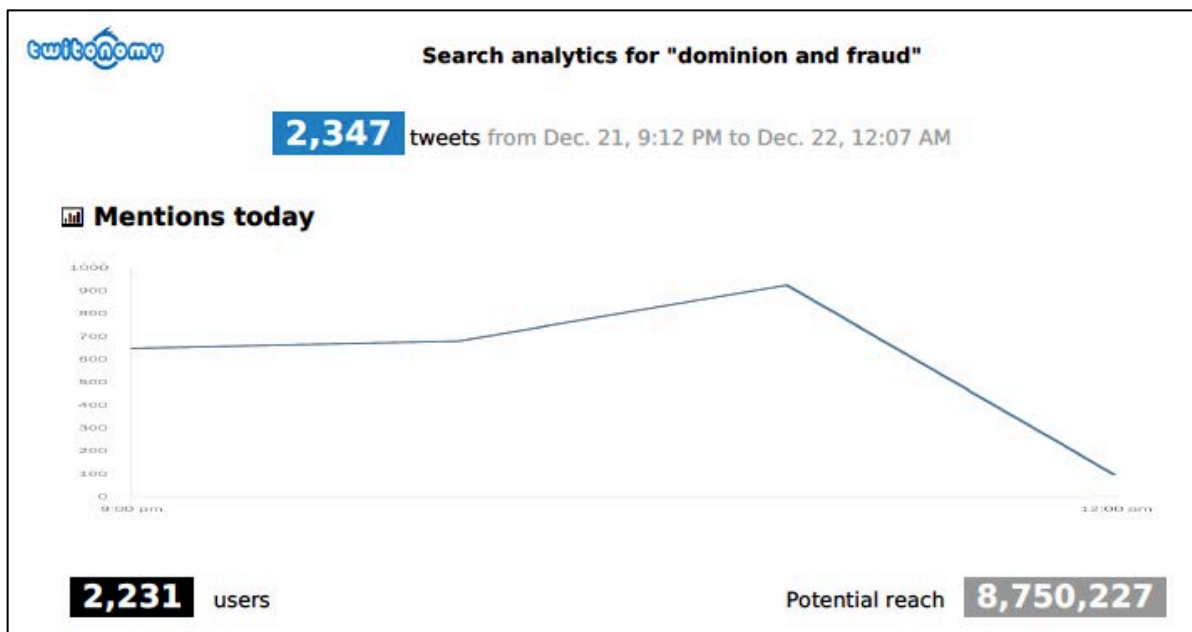 twitonomy
Search analytics for "dominion and fraud"
2,347 tweets from Dec. 21, 9:12 PM to Dec. 22, 12:07 AM
Mentions today
1000
900
800
700
600
500
400
300
200
100
0
9:00 pm 12:00 am
2,231 users Potential reach 8,750,227